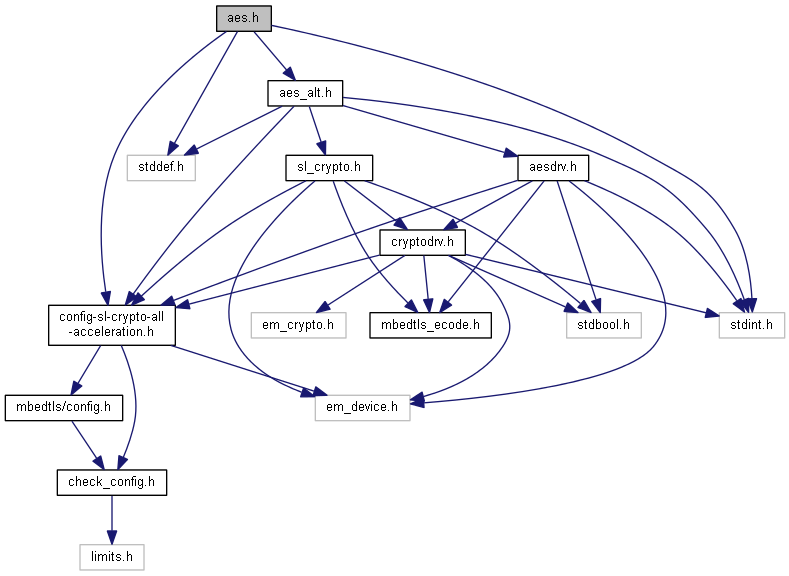 aes.h
aes_alt.h
stddef.h
sl_crypto.h
aesdrv.h
cryptodrv.h
config-sl-crypto-all
-acceleration.h
em_crypto.h
mbedtls_ecode.h
stdbool.h
stdint.h
mbedtls/config.h
em_device.h
check_config.h
limits.h